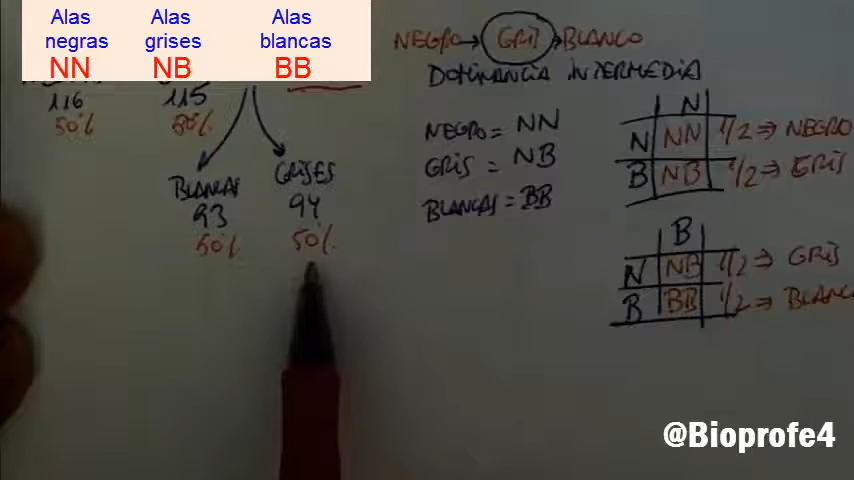 Alas negras
NN
Alas grises
NB
Alas blancas
BB
116
50%
115
50%
BLANCAS
93
50%
GRISES
94
50%
NEGRO → GRIS → BLANCO
DOMINANCIA INTERMEDIA
NEGRO = NN
GRIS = NB
BLANCAS = BB
N
N NN 1/2 ⇒ NEGRO
B NB 1/2 ⇒ GRIS
B
N NB 1/2 ⇒ GRIS
B BB 1/2 ⇒ BLANC
@Bioprofe4